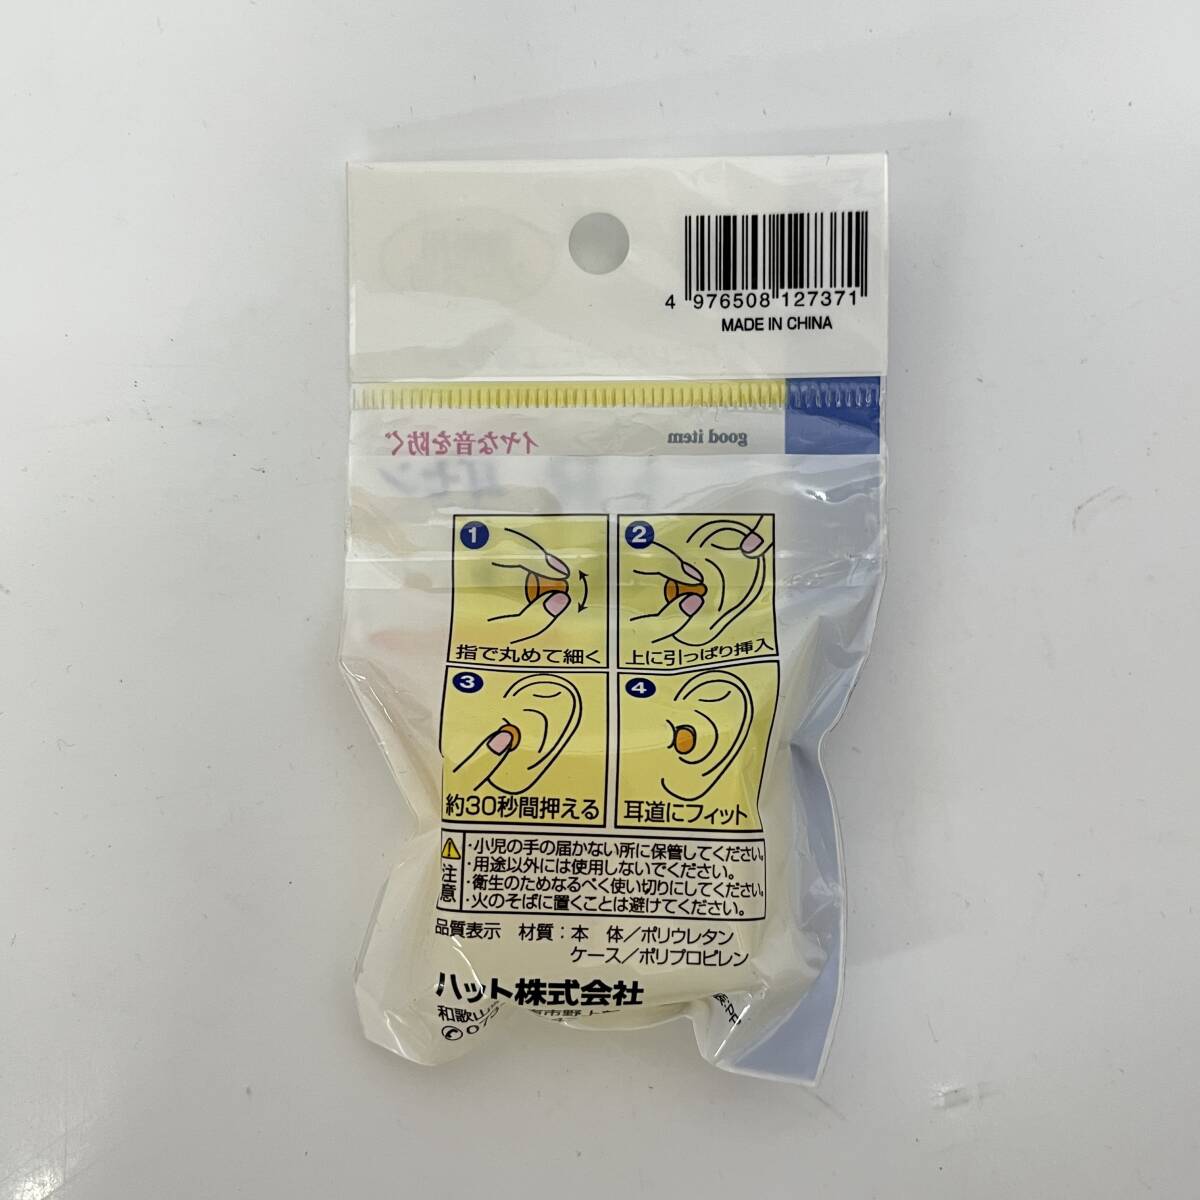 4 976508 127371
MADE IN CHINA
good item
イヤな音を防ぐ
1
指で丸めて細く
2
上に引っぱり挿入
3
約30秒間押える
4
耳道にフィット
注意
・小児の手の届かない所に保管してください。
・用途以外には使用しないでください。
・衛生のためなるべく使い切りにしてください。
・火のそばに置くことは避けてください。
品質表示 材質：本 体／ポリウレタン
ケース／ポリプロピレン
ハット株式会社
和歌山
073